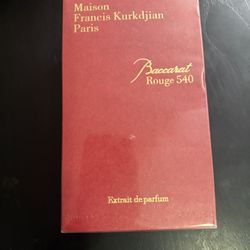 Maison
Francis Kurkdjian
Paris
Baccarat
Rouge 540
Extrait de parfum